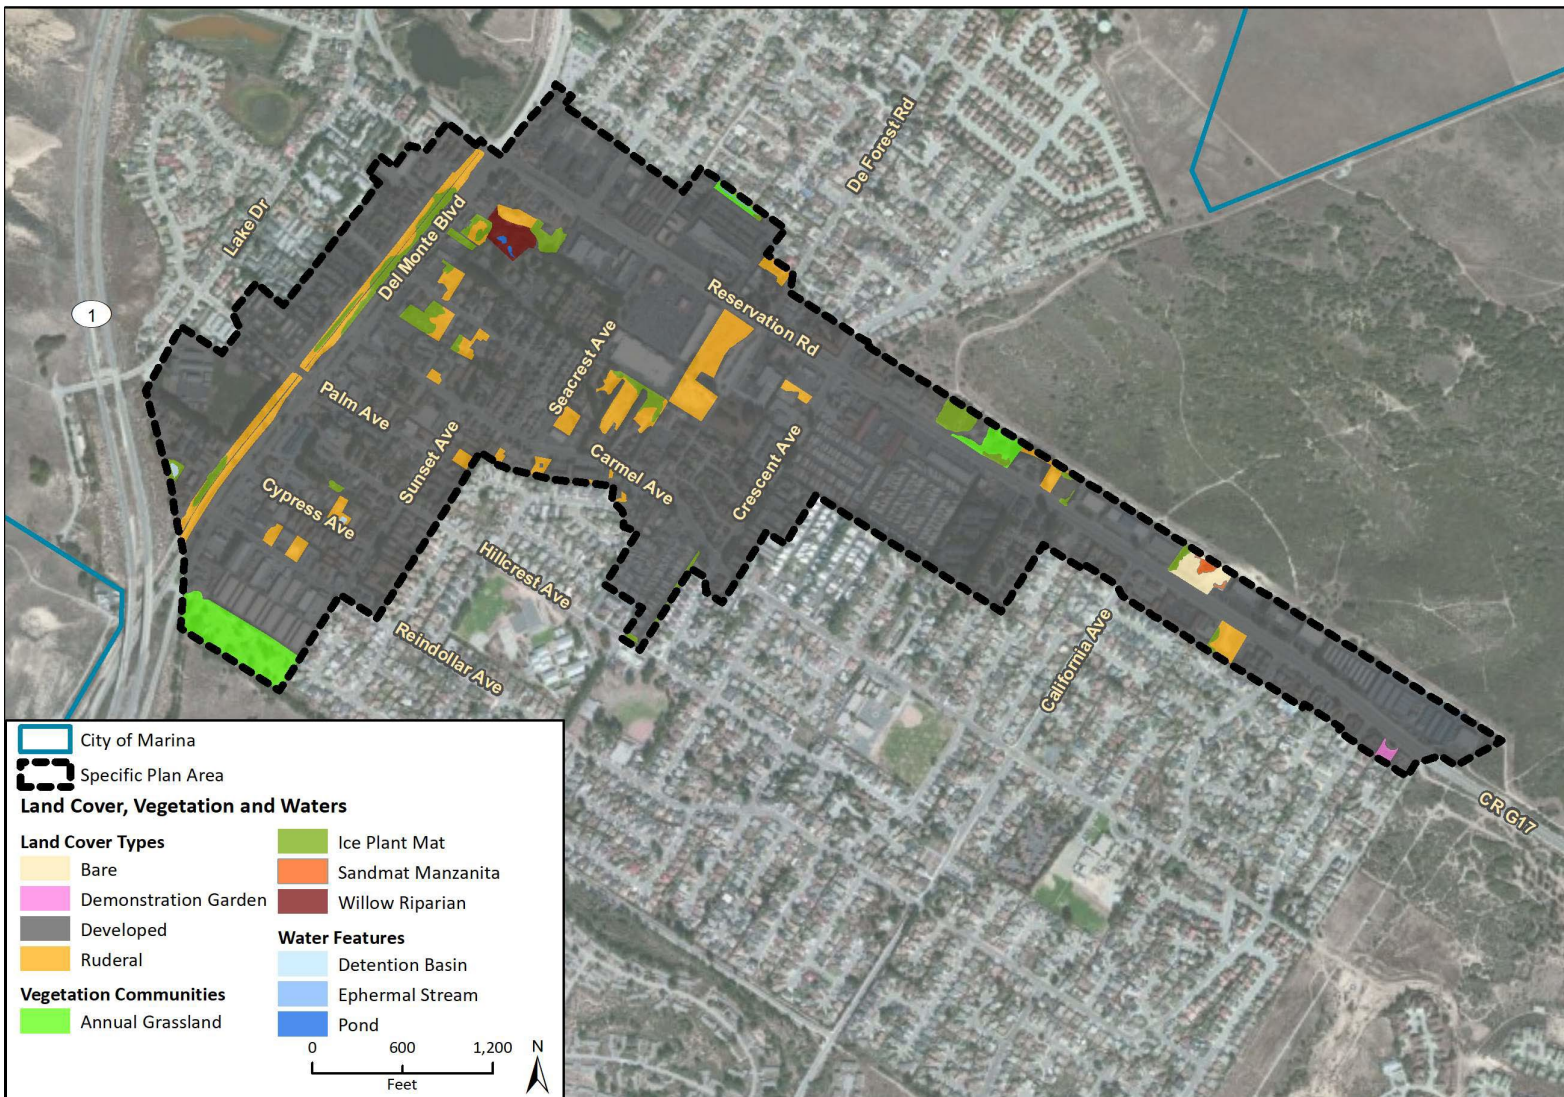 De Forest Rd
Lake Dr
Del Monte Blvd
1
Reservation Rd
Seacrest Ave
Palm Ave
Sunset Ave
Carmel Ave
Crescent Ave
Cypress Ave
Hillcrest Ave
Reindollar Ave
California Ave
CR G17
City of Marina
Specific Plan Area
Land Cover, Vegetation and Waters
Land Cover Types
Bare
Demonstration Garden
Developed
Ruderal
Vegetation Communities
Annual Grassland
Ice Plant Mat
Sandmat Manzanita
Willow Riparian
Water Features
Detention Basin
Ephermal Stream
Pond
0 600 1,200
Feet
N